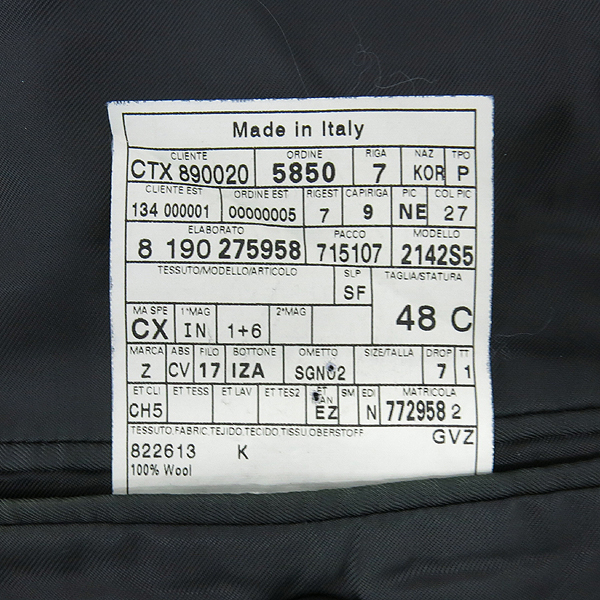 Made in Italy
CLIENTE ORDINE RIGA NAZ TPO
CTX 890020 5850 7 KOR P
CLIENTE EST ORDINE EST RIGEST CAPIRIGA PIC COL PIC
134 000001 00000005 7 9 NE 27
ELABORATO PACCO MODELLO
8 190 275958 715107 2142S5
TESSUTO/MODELLO/ARTICOLO SLP TAGLIA/STATURA
SF 48 C
MA SPE 1°MAG 2°MAG
CX IN 1+6
MARCA ABS FILO BOTTONE OMETTO SIZE/TALLA DROP TT
Z CV 17 IZA SGN02 7 1
ET CLI ET TESS ET LAV ET TES2 ET SM EDI MATRICOLA
CH5 EZ N 772958 2
TESSUTO,FABRIC,TEJIDO,TECIDO,TISSU,OBERSTOFF GVZ
822613 K
100% Wool